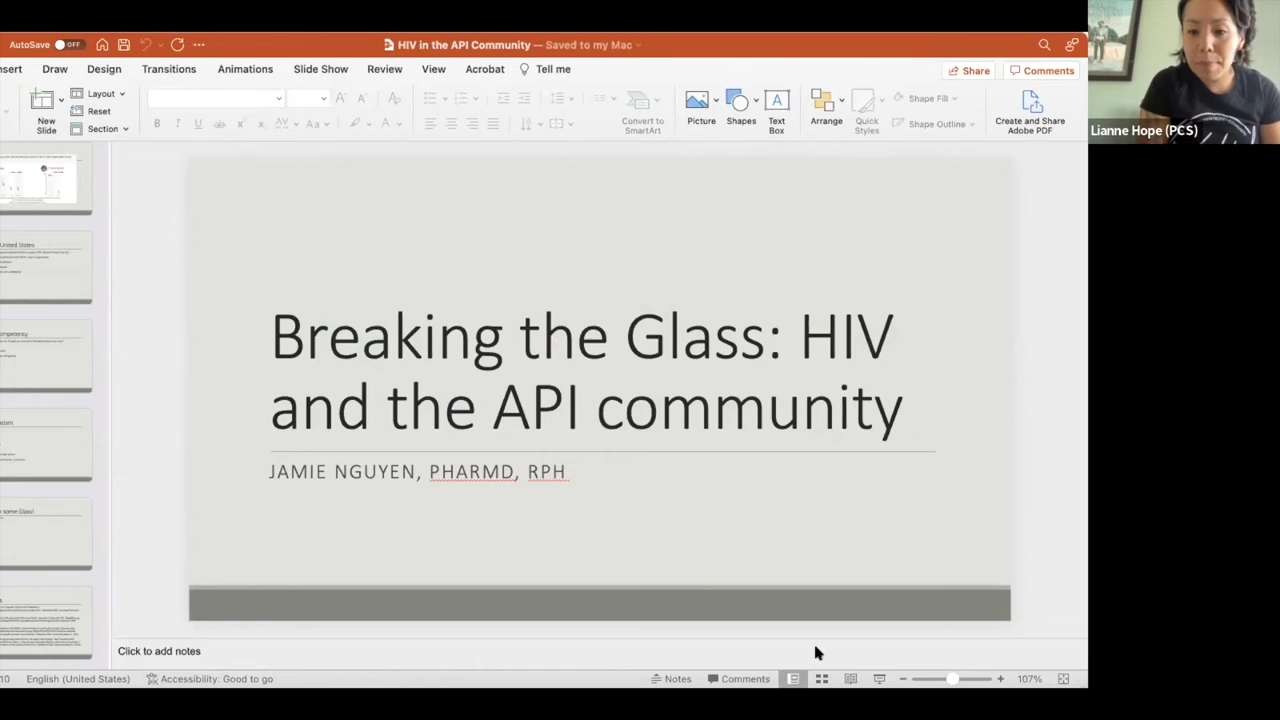 AutoSave OFF
HIV in the API Community — Saved to my Mac
Draw Design Transitions Animations Slide Show Review View Acrobat Tell me
Share Comments
New Slide
Layout
Reset
Section
Convert to SmartArt
Picture
Shapes
Text Box
Arrange
Quick Styles
Shape Fill
Shape Outline
Create and Share Adobe PDF
Lianne Hope (PCS)
United States
some Glass!
Breaking the Glass: HIV
and the API community
JAMIE NGUYEN, PHARMD, RPH
Click to add notes
10 English (United States) Accessibility: Good to go Notes Comments 107%